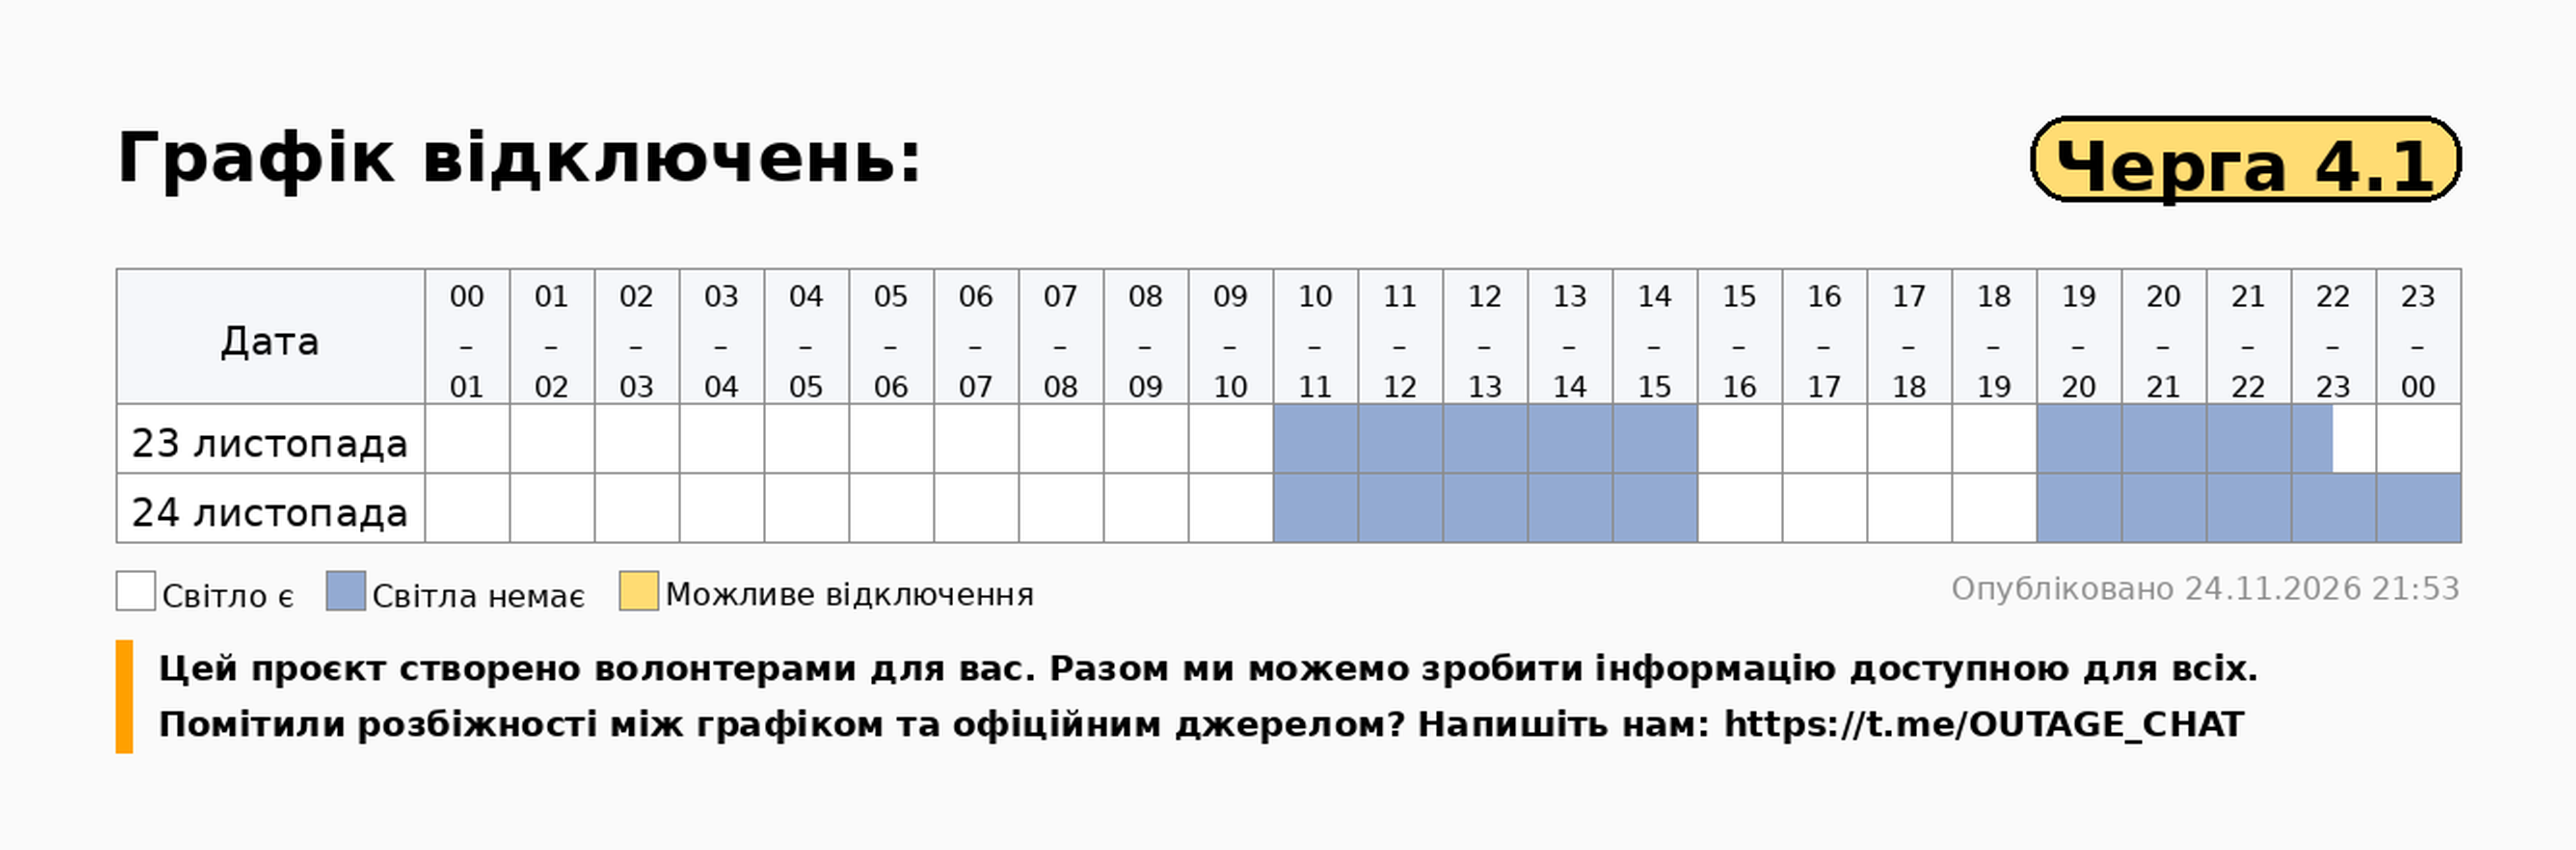 Графік відключень:
Черга 4.1
Дата 00 – 01 01 – 02 02 – 03 03 – 04 04 – 05 05 – 06 06 – 07 07 – 08 08 – 09 09 – 10 10 – 11 11 – 12 12 – 13 13 – 14 14 – 15 15 – 16 16 – 17 17 – 18 18 – 19 19 – 20 20 – 21 21 – 22 22 – 23 23 – 00
23 листопада
24 листопада
Світло є Світла немає Можливе відключення
Опубліковано 24.11.2026 21:53
Цей проєкт створено волонтерами для вас. Разом ми можемо зробити інформацію доступною для всіх.
Помітили розбіжності між графіком та офіційним джерелом? Напишіть нам: https://t.me/OUTAGE_CHAT